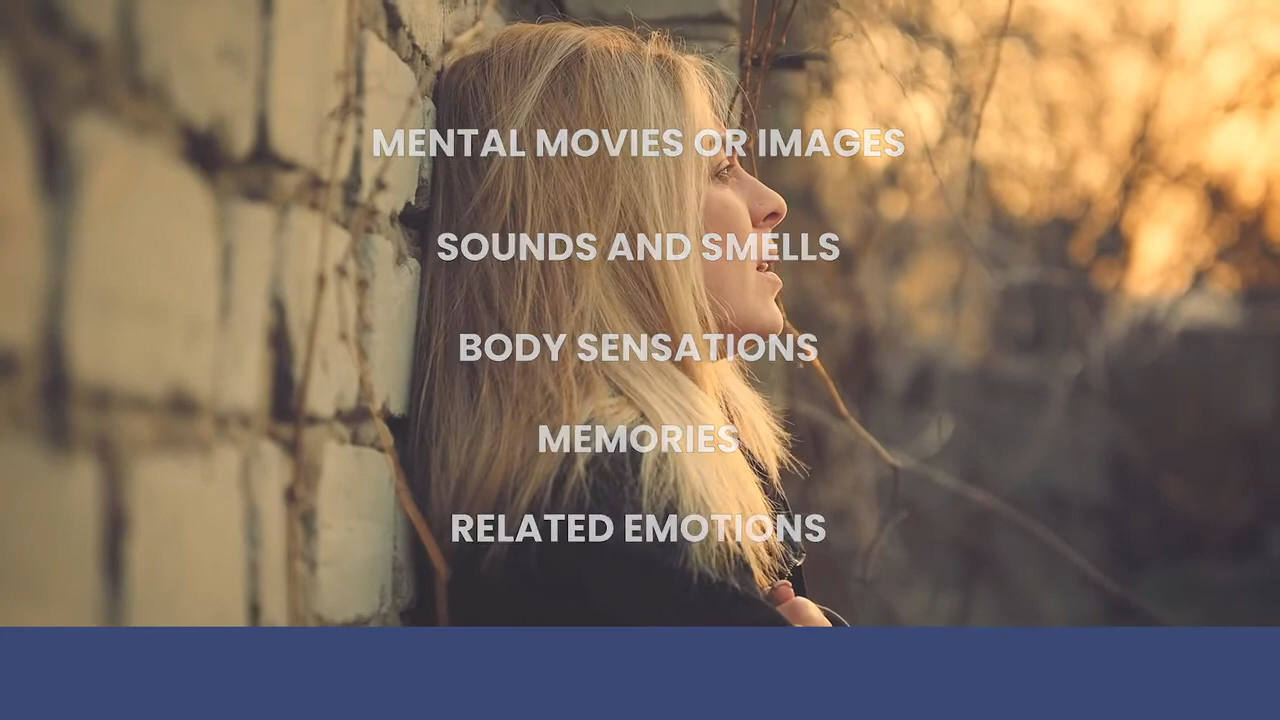 MENTAL MOVIES OR IMAGES
SOUNDS AND SMELLS
BODY SENSATIONS
MEMORIES
RELATED EMOTIONS